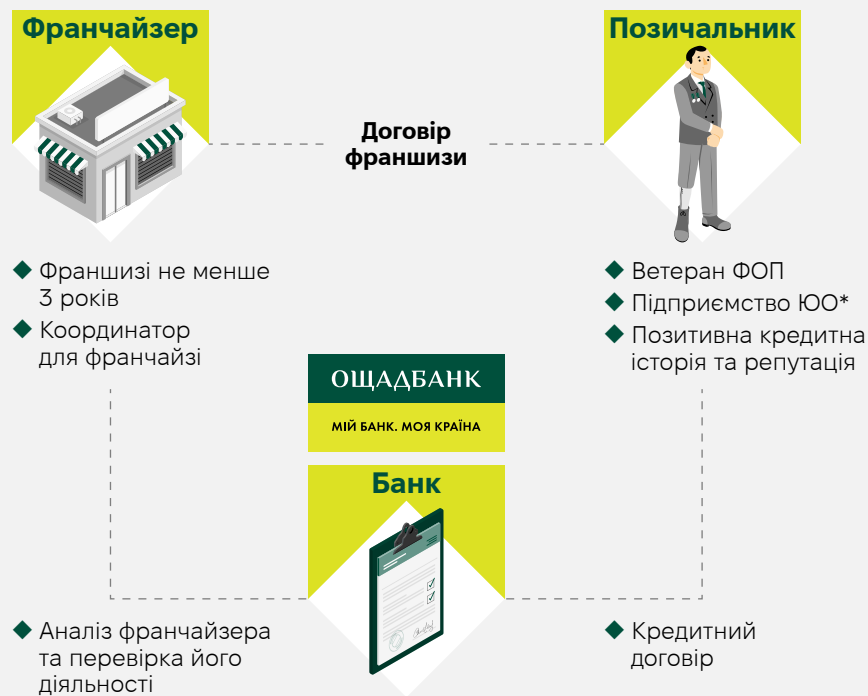 Франчайзер
Позичальник
Договір
франшизи
◆ Франшизі не менше
3 років
◆ Координатор
для франчайзі
◆ Ветеран ФОП
◆ Підприємство ЮО*
◆ Позитивна кредитна
історія та репутація
ОЩАДБАНК
МІЙ БАНК. МОЯ КРАЇНА
Банк
◆ Аналіз франчайзера
та перевірка його
діяльності
◆ Кредитний
договір